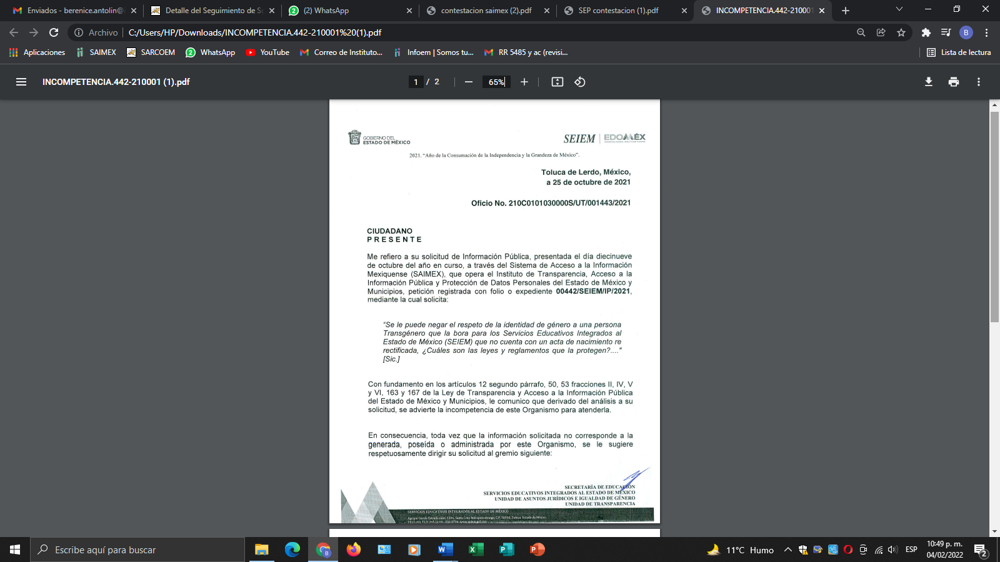 Enviados - berenice.antolin@
Detalle del Seguimiento de So
(2) WhatsApp
contestacion saimex (2).pdf
SEP contestacion (1).pdf
INCOMPETENCIA.442-210001
Archivo
C:/Users/HP/Downloads/INCOMPETENCIA.442-210001%20(1).pdf
B
Aplicaciones
SAIMEX
SARCOEM
WhatsApp
YouTube
Correo de Instituto...
Infoem | Somos tu...
RR 5485 y ac (revisi...
Lista de lectura
INCOMPETENCIA.442-210001 (1).pdf
1 / 2
65%
GOBIERNO DEL
ESTADO DE MÉXICO
SEIEM
EDOMÉX
2021. “Año de la Consumación de la Independencia y la Grandeza de México”.
Toluca de Lerdo, México,
a 25 de octubre de 2021
Oficio No. 210C0101030000S/UT/001443/2021
CIUDADANO
P R E S E N T E
Me refiero a su solicitud de Información Pública, presentada el día diecinueve
de octubre del año en curso, a través del Sistema de Acceso a la Información
Mexiquense (SAIMEX), que opera el Instituto de Transparencia, Acceso a la
Información Pública y Protección de Datos Personales del Estado de México y
Municipios, petición registrada con folio o expediente 00442/SEIEM/IP/2021,
mediante la cual solicita:
“Se le puede negar el respeto de la identidad de género a una persona
Transgénero que la bora para los Servicios Educativos Integrados al
Estado de México (SEIEM) que no cuenta con un acta de nacimiento re
rectificada, ¿Cuáles son las leyes y reglamentos que la protegen?....”
[Sic.]
Con fundamento en los artículos 12 segundo párrafo, 50, 53 fracciones II, IV, V
y VI, 163 y 167 de la Ley de Transparencia y Acceso a la Información Pública
del Estado de México y Municipios, le comunico que derivado del análisis a su
solicitud, se advierte la incompetencia de este Organismo para atenderla.
En consecuencia, toda vez que la información solicitada no corresponde a la
generada, poseída o administrada por este Organismo, se le sugiere
respetuosamente dirigir su solicitud al gremio siguiente:
SECRETARÍA DE EDUCACIÓN
SERVICIOS EDUCATIVOS INTEGRADOS AL ESTADO DE MÉXICO
UNIDAD DE ASUNTOS JURÍDICOS E IGUALDAD DE GÉNERO
UNIDAD DE TRANSPARENCIA
SERVICIOS EDUCATIVOS INTEGRADOS AL ESTADO DE MÉXICO
Agripín García Estrada núm. 1306, Santa Cruz Atzcapotzaltongo, C.P. 50030, Toluca, Estado de México.
Escribe aquí para buscar
11°C Humo
ESP
10:49 p. m.
04/02/2022
2